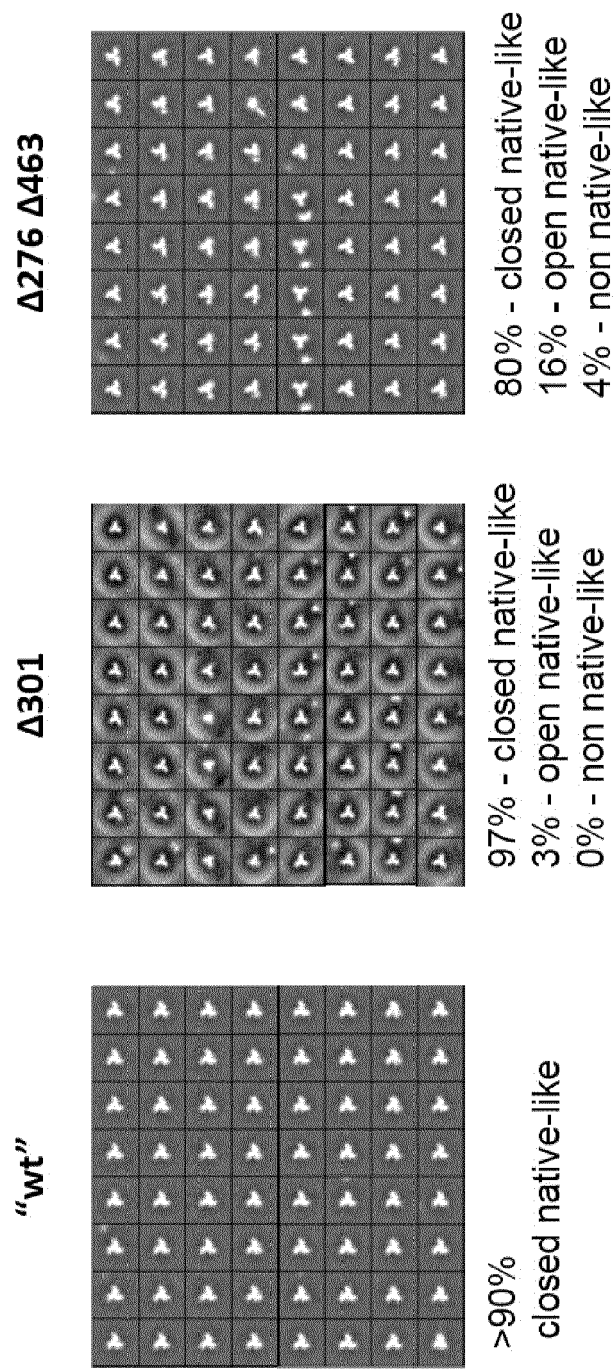 “wt”
>90%
closed native-like
Δ301
97% - closed native-like
3% - open native-like
0% - non native-like
Δ276 Δ463
80% - closed native-like
16% - open native-like
4% - non native-like